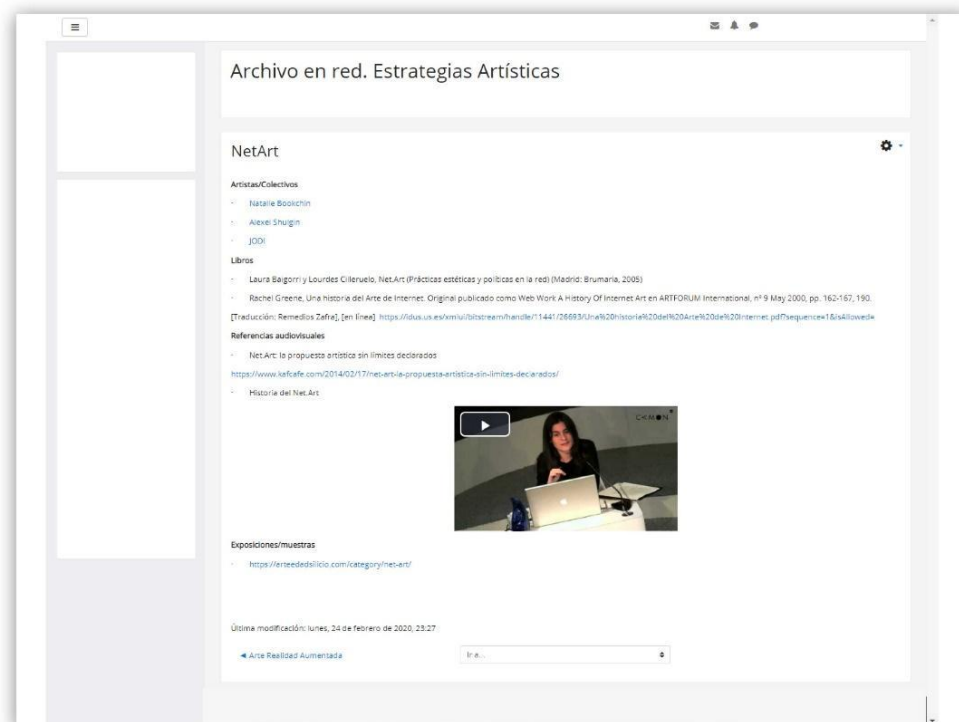 Archivo en red. Estrategias Artísticas
NetArt
Artistas/Colectivos
· Natalie Bookchin
· Alexei Shulgin
· JODI
Libros
· Laura Baigorri y Lourdes Cilleruelo, Net.Art (Prácticas estéticas y políticas en la red) (Madrid: Brumaria, 2005)
· Rachel Greene, Una historia del Arte de Internet. Original publicado como Web Work A History Of Internet Art en ARTFORUM International, nº 9 May 2000, pp. 162-167, 190.
[Traducción: Remedios Zafra], [en línea] https://idus.us.es/xmlui/bitstream/handle/11441/26693/Una%20historia%20del%20Arte%20de%20Internet.pdf?sequence=1&isAllowed=
Referencias audiovisuales
· Net.Art: la propuesta artística sin límites declarados
https://www.kafcafe.com/2014/02/17/net-art-la-propuesta-artistica-sin-limites-declarados/
· Historia del Net.Art
Exposiciones/muestras
· https://arteedadsilicio.com/category/net-art/
Última modificación: lunes, 24 de febrero de 2020, 23:27
◄ Arte Realidad Aumentada
Ir a...